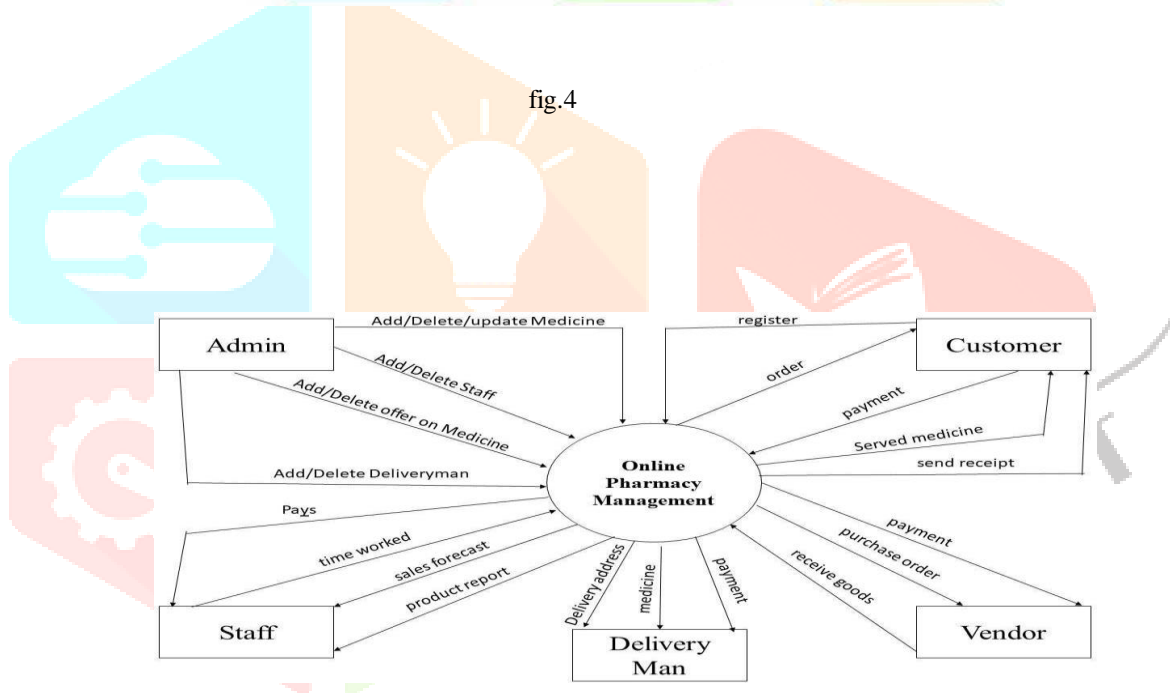 fig.4
Add/Delete/update Medicine
register
Admin
Customer
Add/Delete Staff
order
Add/Delete offer on Medicine
payment
Served medicine
Add/Delete Deliveryman
send receipt
Online
Pharmacy
Management
Pays
time worked
sales forecast
product report
Delivery address
medicine
payment
receive goods
purchase order
payment
Staff
Delivery
Man
Vendor